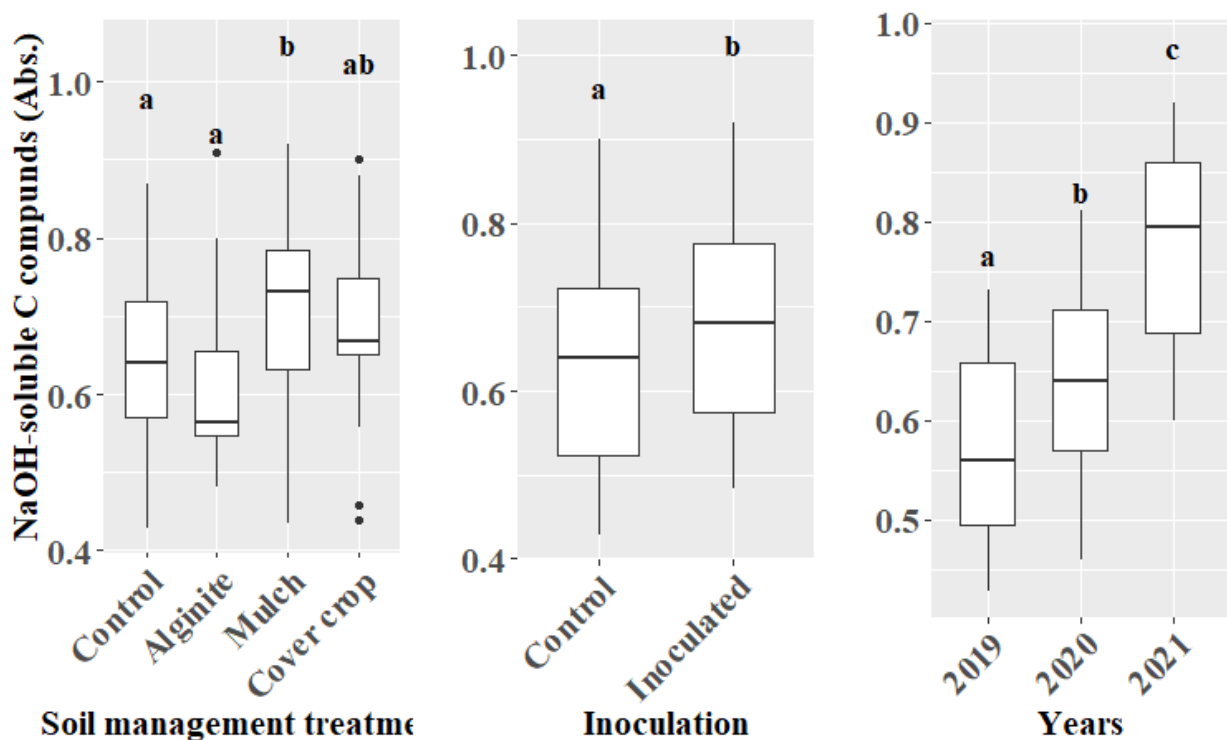 NaOH-soluble C compunds (Abs.)
1.0
0.8
0.6
0.4
a
a
b
ab
Control
Alginite
Mulch
Cover crop
Soil management treatme
1.0
0.8
0.6
0.4
a
b
Control
Inoculated
Inoculation
1.0
0.9
0.8
0.7
0.6
0.5
a
b
c
2019
2020
2021
Years